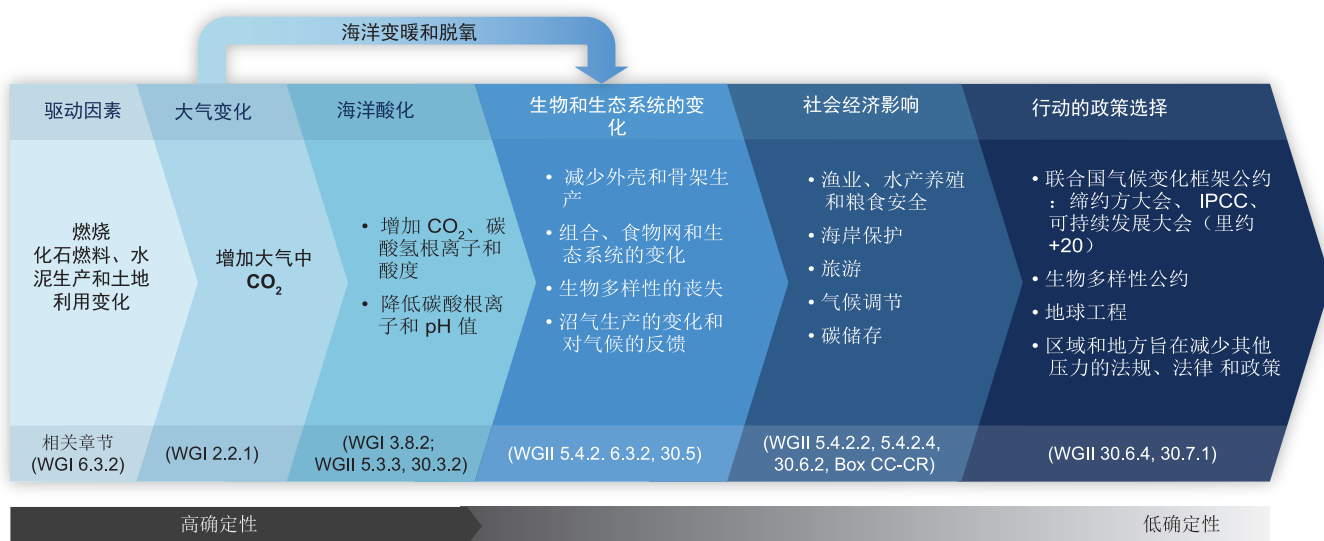 海洋变暖和脱氧
驱动因素
大气变化
海洋酸化
生物和生态系统的变
化
社会经济影响
行动的政策选择
燃烧
化石燃料、水
泥生产和土地
利用变化
增加大气中
CO₂
• 增加 CO₂、碳
酸氢根离子和
酸度
• 降低碳酸根离
子和 pH 值
• 减少外壳和骨架生
产
• 组合、食物网和生
态系统的变化
• 生物多样性的丧失
• 沼气生产的变化和
对气候的反馈
• 渔业、水产养殖
和粮食安全
• 海岸保护
• 旅游
• 气候调节
• 碳储存
• 联合国气候变化框架公约
：缔约方大会、 IPCC、
可持续发展大会（里约
+20）
• 生物多样性公约
• 地球工程
• 区域和地方旨在减少其他
压力的法规、法律 和政策
相关章节
(WGI 6.3.2)
(WGI 2.2.1)
(WGI 3.8.2;
WGII 5.3.3, 30.3.2)
(WGII 5.4.2. 6.3.2, 30.5)
(WGII 5.4.2.2, 5.4.2.4,
30.6.2, Box CC-CR)
(WGII 30.6.4, 30.7.1)
高确定性
低确定性